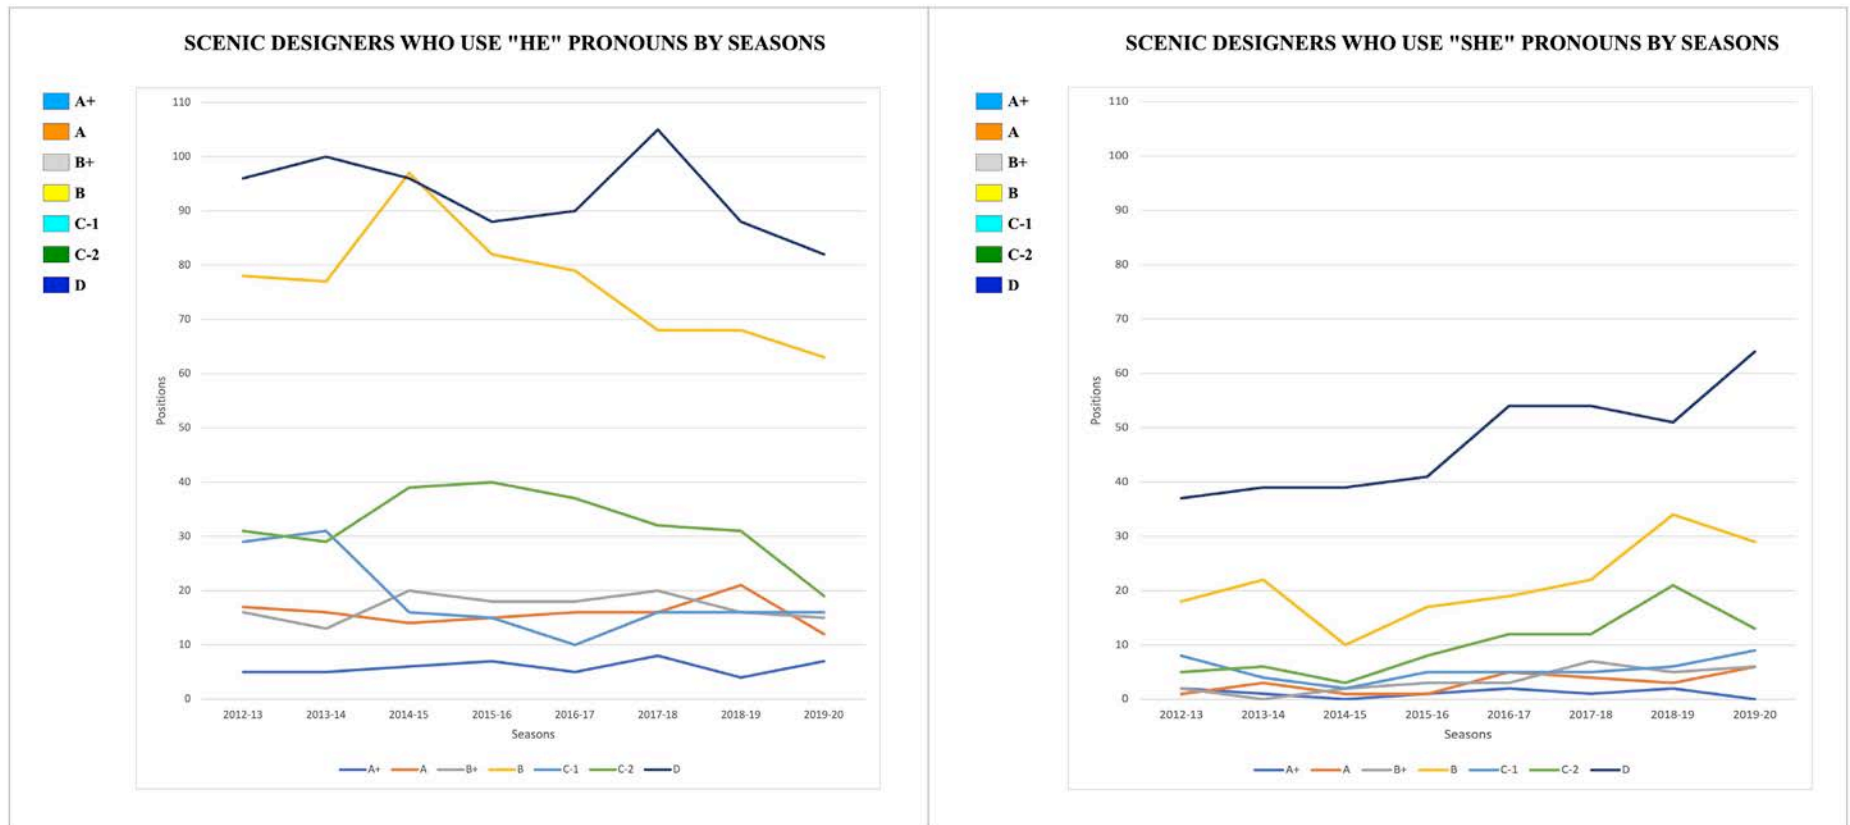 SCENIC DESIGNERS WHO USE "HE" PRONOUNS BY SEASONS
A+
A
B+
B
C-1
C-2
D
110
100
90
80
70
60
50
40
30
20
10
0
Positions
2012-13 2013-14 2014-15 2015-16 2016-17 2017-18 2018-19 2019-20
Seasons
A+ A B+ B C-1 C-2 D
SCENIC DESIGNERS WHO USE "SHE" PRONOUNS BY SEASONS
A+
A
B+
B
C-1
C-2
D
110
100
90
80
70
60
50
40
30
20
10
0
Positions
2012-13 2013-14 2014-15 2015-16 2016-17 2017-18 2018-19 2019-20
Seasons
A+ A B+ B C-1 C-2 D